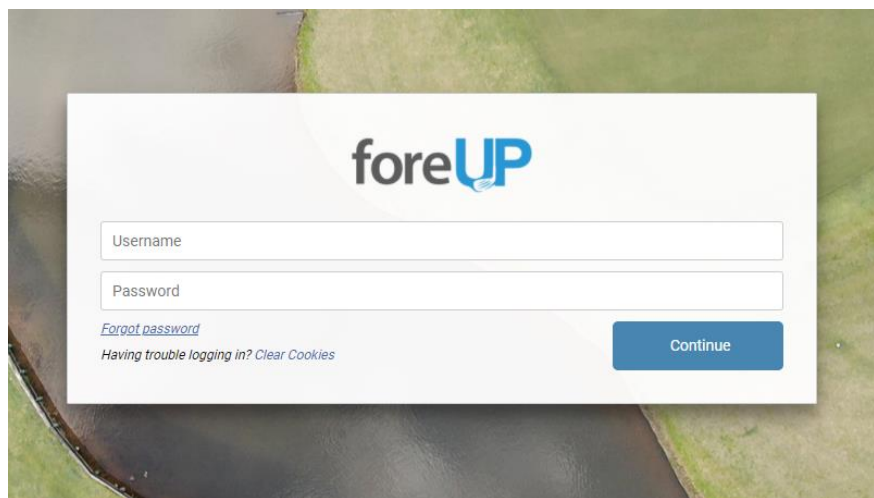 foreUP
Username
Password
Forgot password
Having trouble logging in? Clear Cookies
Continue